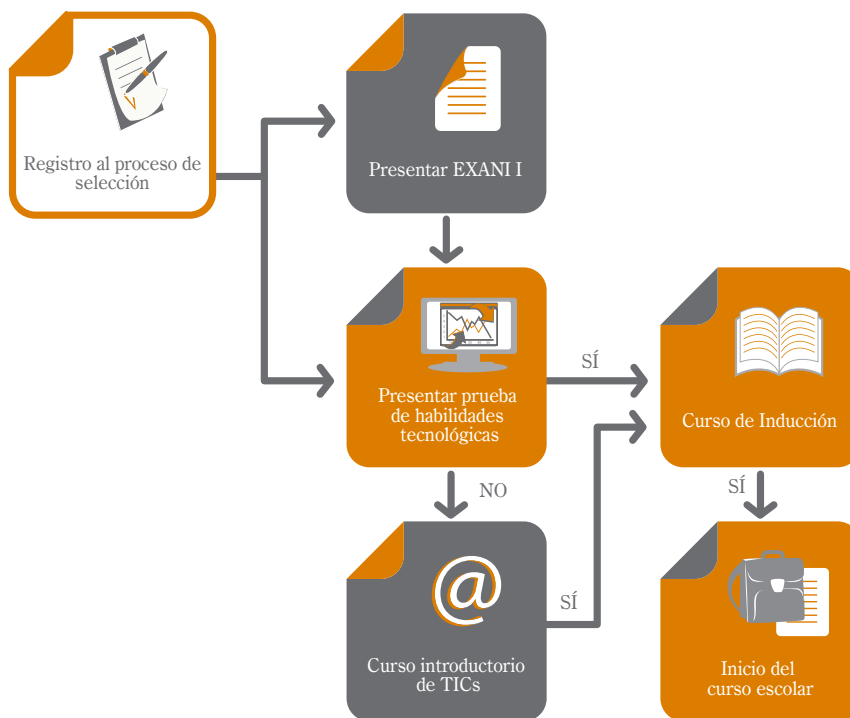 Registro al proceso de
selección
Presentar EXANI I
Presentar prueba
de habilidades
tecnológicas
SÍ
Curso de Inducción
NO
SÍ
@
Curso introductorio
de TICs
SÍ
Inicio del
curso escolar